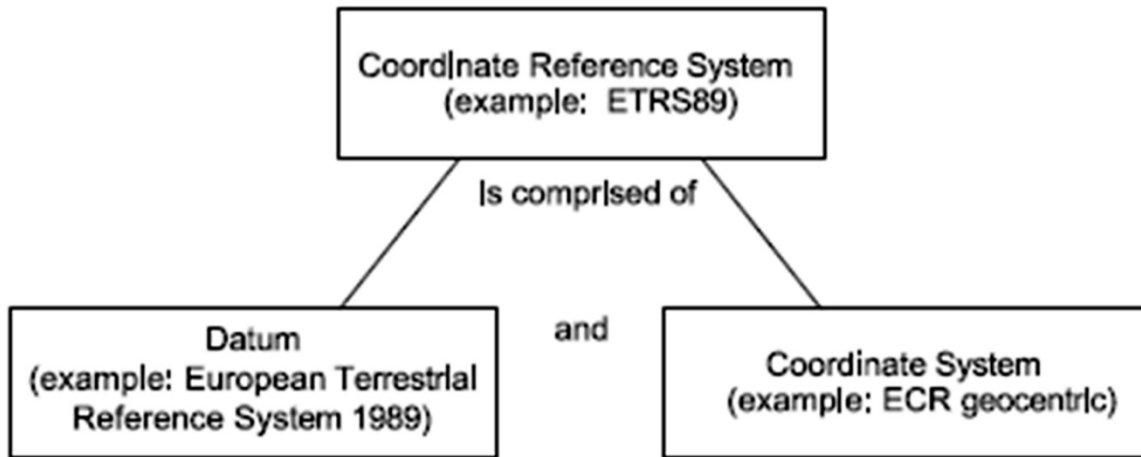 Coordinate Reference System
(example: ETRS89)
Is comprised of
Datum
(example: European Terrestrial
Reference System 1989)
and
Coordinate System
(example: ECR geocentric)